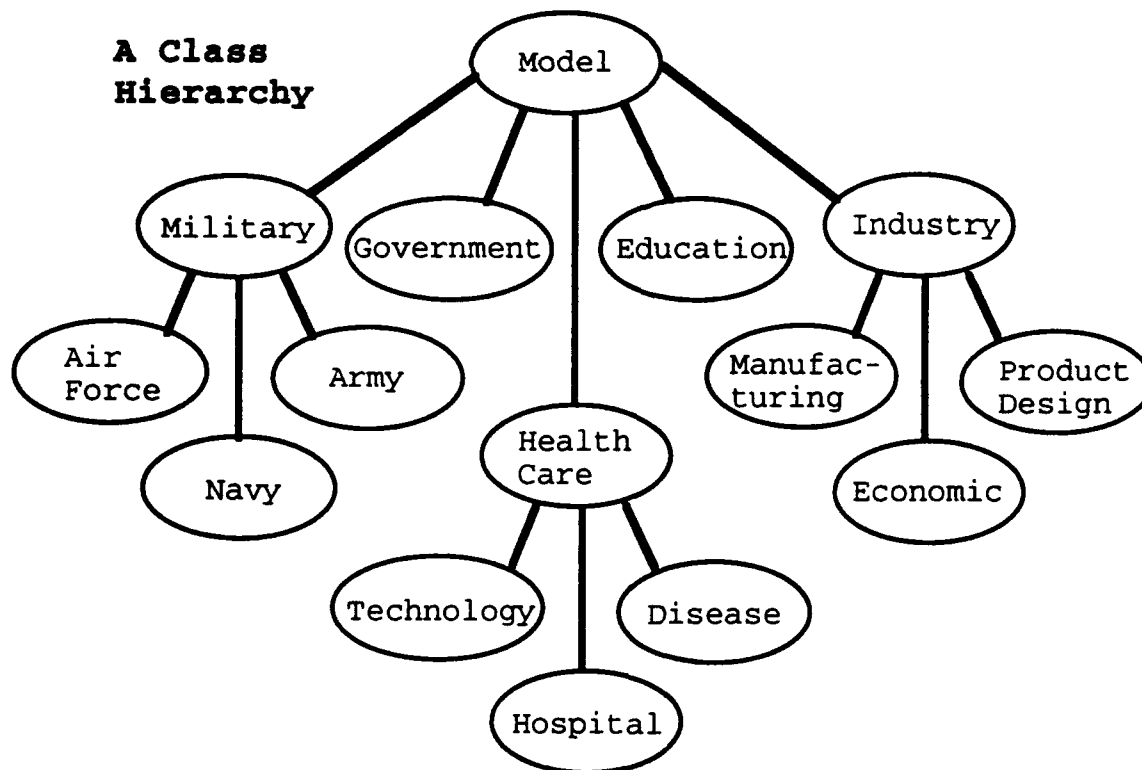 A Class
Hierarchy
Model
Military
Government
Education
Industry
Air
Force
Army
Navy
Manufac-
turing
Product
Design
Economic
Health
Care
Technology
Disease
Hospital